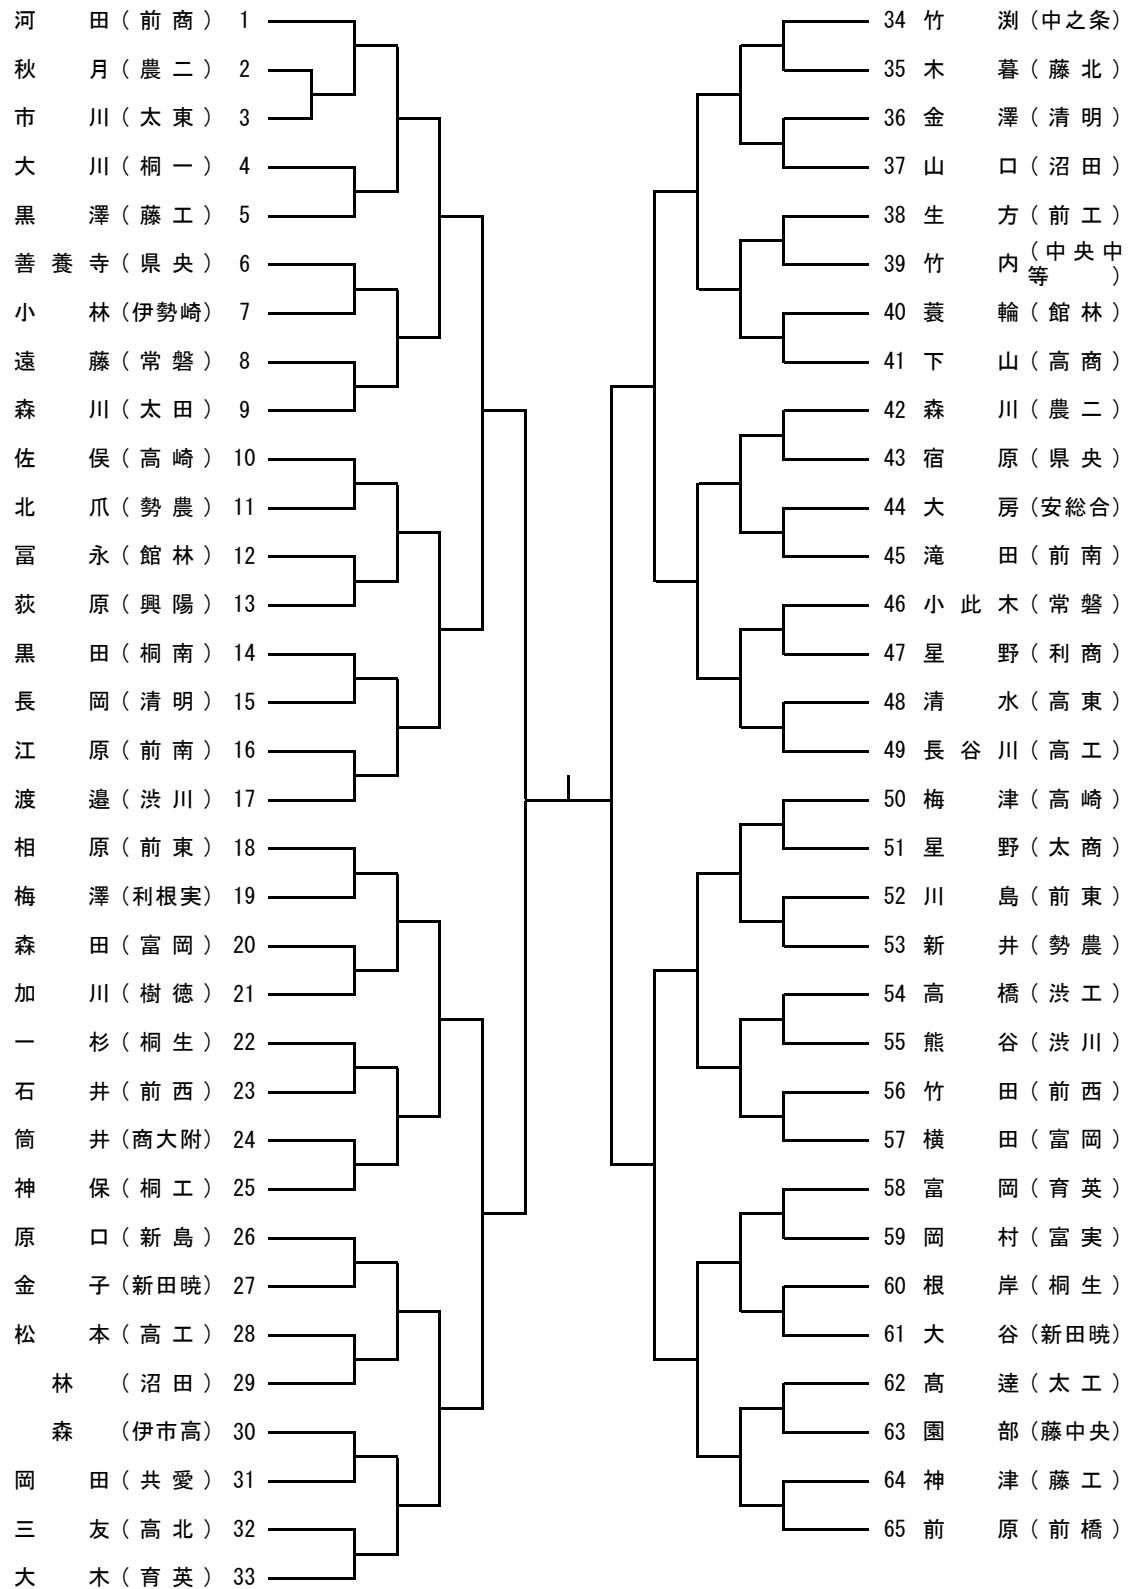 河田(前商) 1
秋月(農二) 2
市川(太東) 3
大川(桐一) 4
黒澤(藤工) 5
善養寺(県央) 6
小林(伊勢崎) 7
遠藤(常磐) 8
森川(太田) 9
佐俣(高崎) 10
北爪(勢農) 11
冨永(館林) 12
荻原(興陽) 13
黒田(桐南) 14
長岡(清明) 15
江原(前南) 16
渡邉(渋川) 17
相原(前東) 18
梅澤(利根実) 19
森田(富岡) 20
加川(樹徳) 21
一杉(桐生) 22
石井(前西) 23
筒井(商大附) 24
神保(桐工) 25
原口(新島) 26
金子(新田暁) 27
松本(高工) 28
林(沼田) 29
森(伊市高) 30
岡田(共愛) 31
三友(高北) 32
大木(育英) 33
34 竹渕(中之条)
35 木暮(藤北)
36 金澤(清明)
37 山口(沼田)
38 生方(前工)
39 竹内(中央中等)
40 蓑輪(館林)
41 下山(高商)
42 森川(農二)
43 宿原(県央)
44 大房(安総合)
45 滝田(前南)
46 小此木(常磐)
47 星野(利商)
48 清水(高東)
49 長谷川(高工)
50 梅津(高崎)
51 星野(太商)
52 川島(前東)
53 新井(勢農)
54 高橋(渋工)
55 熊谷(渋川)
56 竹田(前西)
57 横田(富岡)
58 富岡(育英)
59 岡村(富実)
60 根岸(桐生)
61 大谷(新田暁)
62 髙達(太工)
63 園部(藤中央)
64 神津(藤工)
65 前原(前橋)